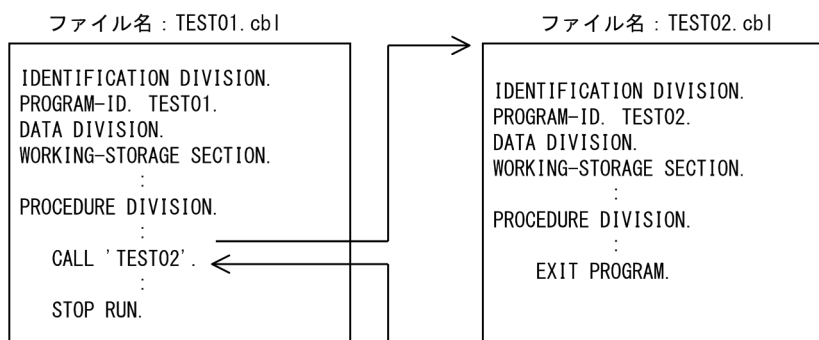 ファイル名：TEST01.cbl
IDENTIFICATION DIVISION.
PROGRAM-ID. TEST01.
DATA DIVISION.
WORKING-STORAGE SECTION.
:
PROCEDURE DIVISION.
:
CALL 'TEST02'.
:
STOP RUN.
ファイル名：TEST02.cbl
IDENTIFICATION DIVISION.
PROGRAM-ID. TEST02.
DATA DIVISION.
WORKING-STORAGE SECTION.
:
PROCEDURE DIVISION.
:
EXIT PROGRAM.